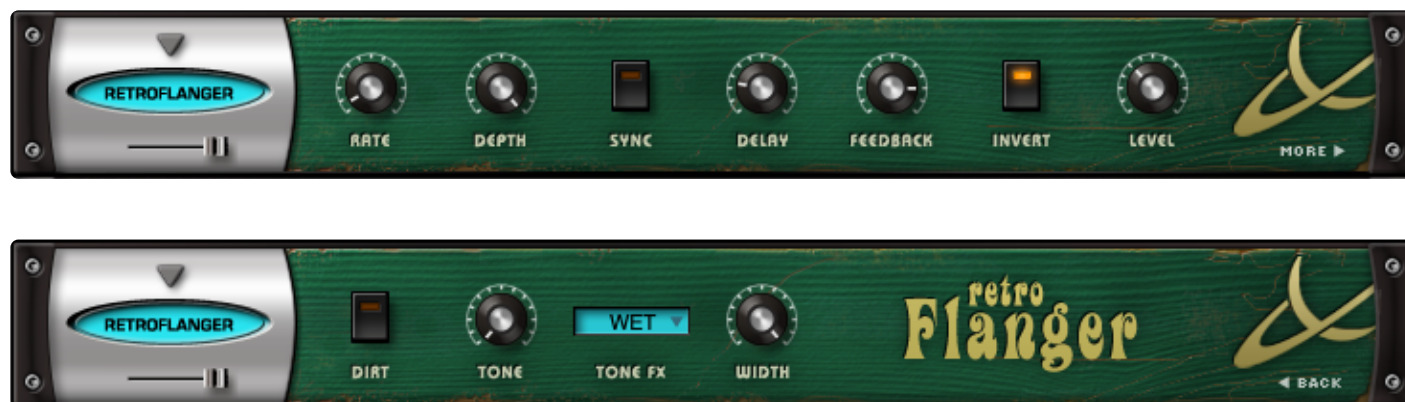 RETROFLANGER
RATE
DEPTH
SYNC
DELAY
FEEDBACK
INVERT
LEVEL
MORE
RETROFLANGER
DIRT
TONE
WET
TONE FX
WIDTH
retro
Flanger
BACK